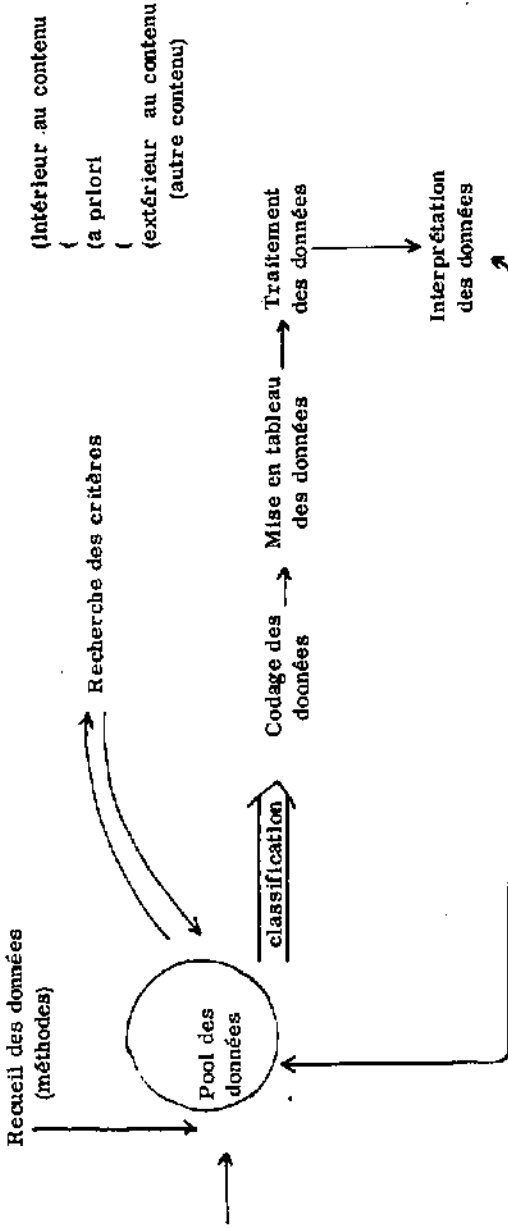 Recueil des données
(méthodes)
Pool des
données
classification
Recherche des critères
(Intérieur au contenu
(
(a priori
(
(extérieur au contenu
(autre contenu)
Codage des
données
Mise en tableau
des données
Traitement
des données
Interprétation
des données